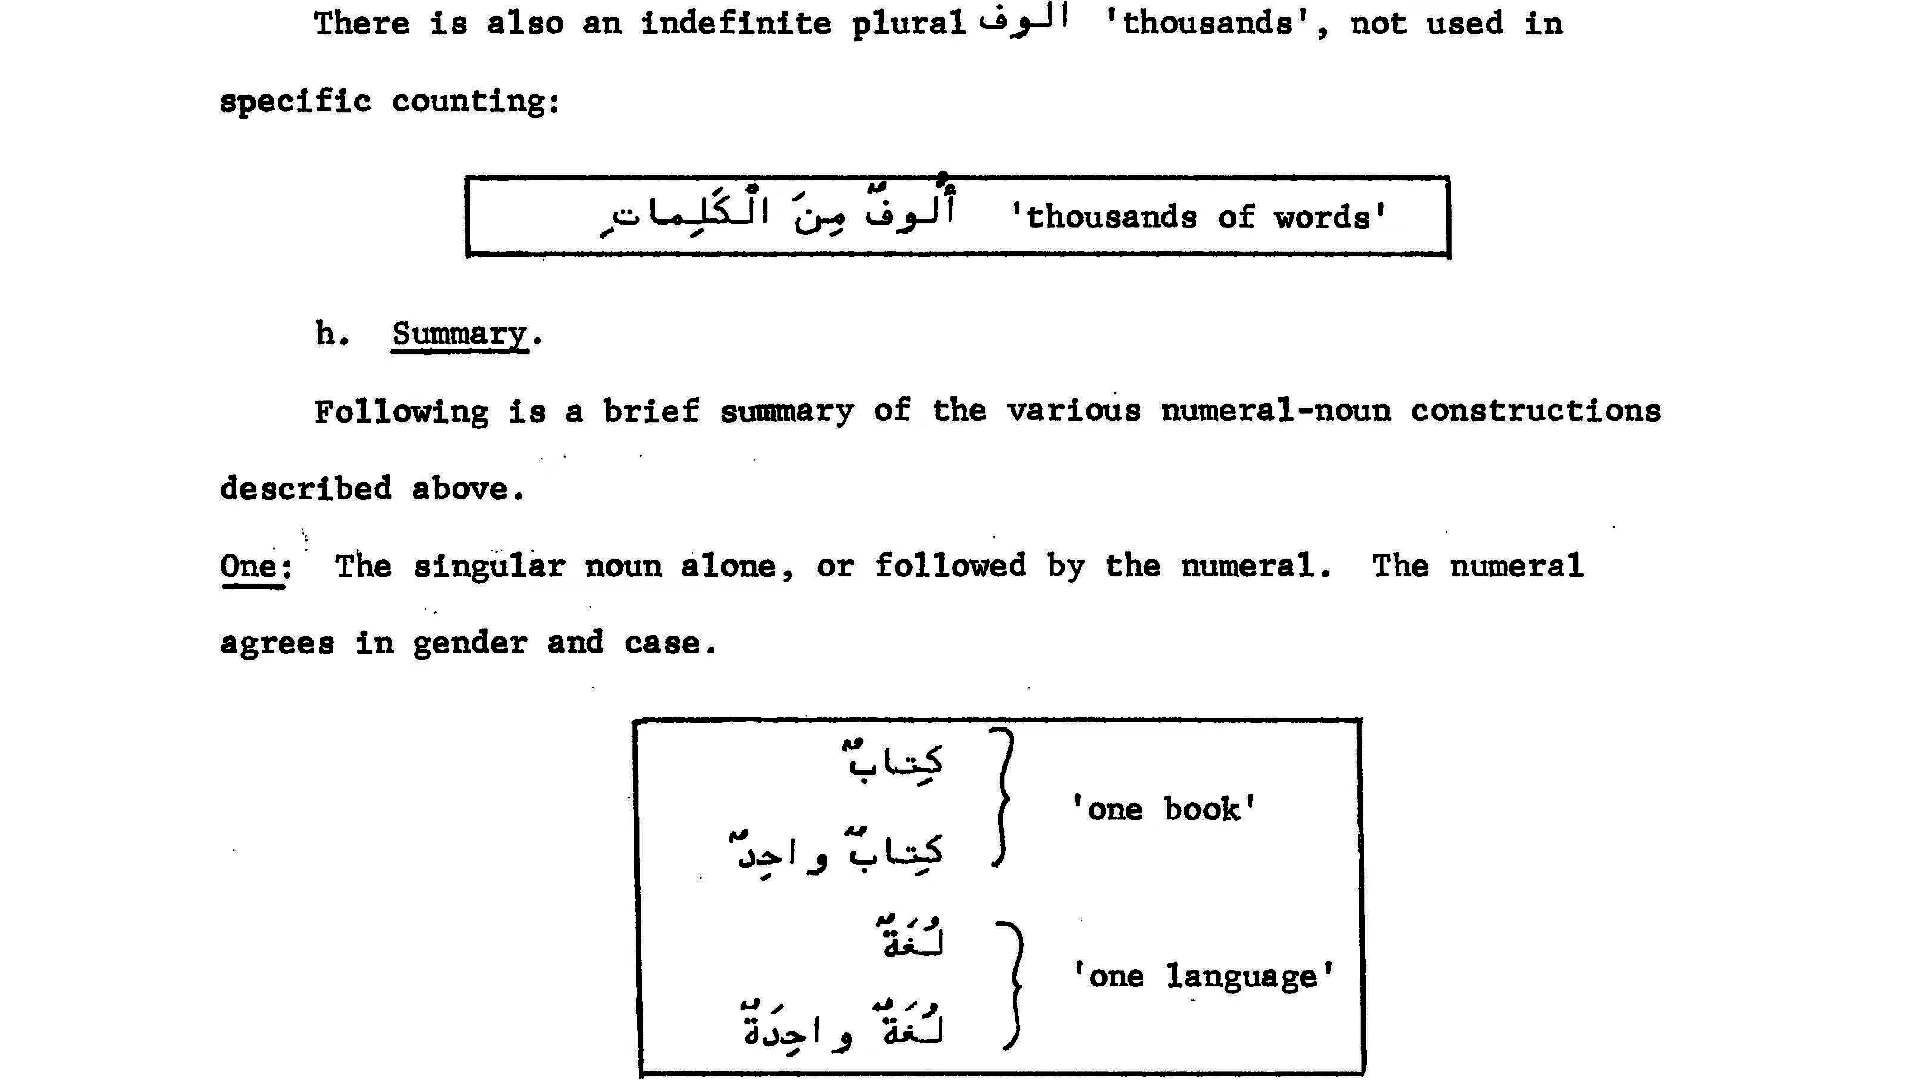 There is also an indefinite plural الوف 'thousands', not used in
specific counting:
أُلُوفٌ مِنَ الْكَلِماتِ 'thousands of words'
h. Summary.
Following is a brief summary of the various numeral-noun constructions
described above.
One: The singular noun alone, or followed by the numeral. The numeral
agrees in gender and case.
كِتابٌ
'one book'
كِتابٌ واحِدٌ
لُغَةٌ
'one language'
لُغَةٌ واحِدَةٌ